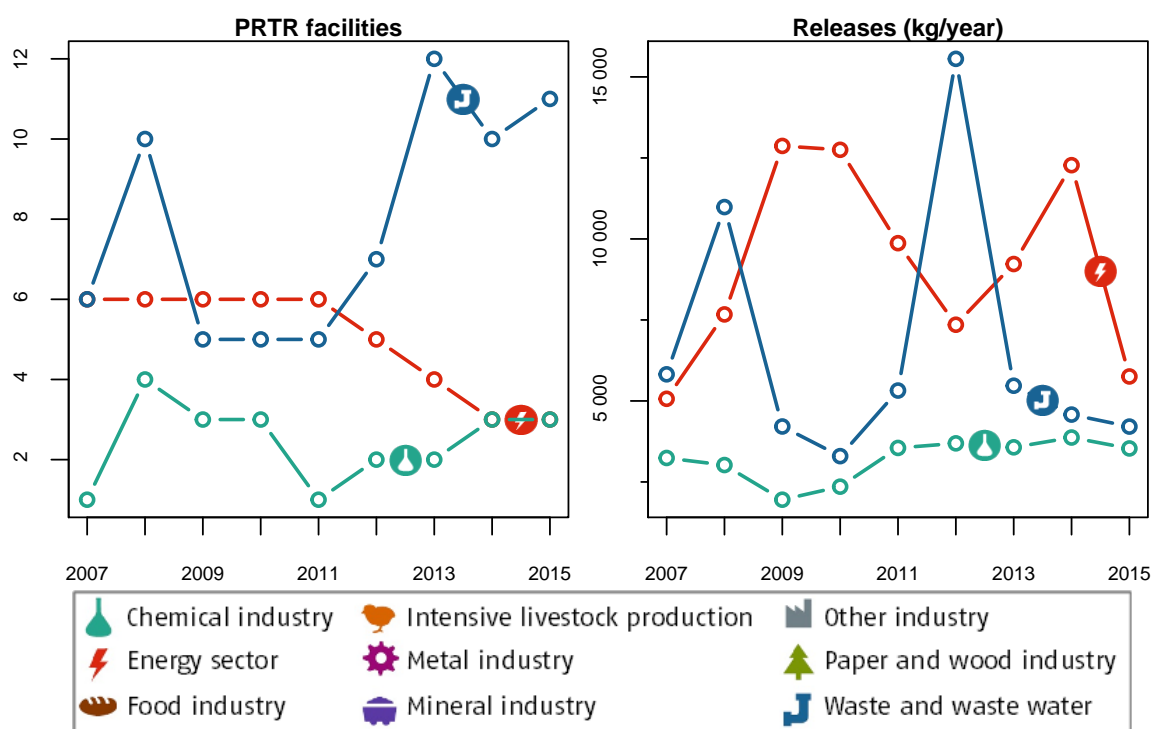 PRTR facilities
Releases (kg/year)
12
10
8
6
4
2
15 000
10 000
5 000
2007 2009 2011 2013 2015
2007 2009 2011 2013 2015
Chemical industry Intensive livestock production Other industry
Energy sector Metal industry Paper and wood industry
Food industry Mineral industry Waste and waste water